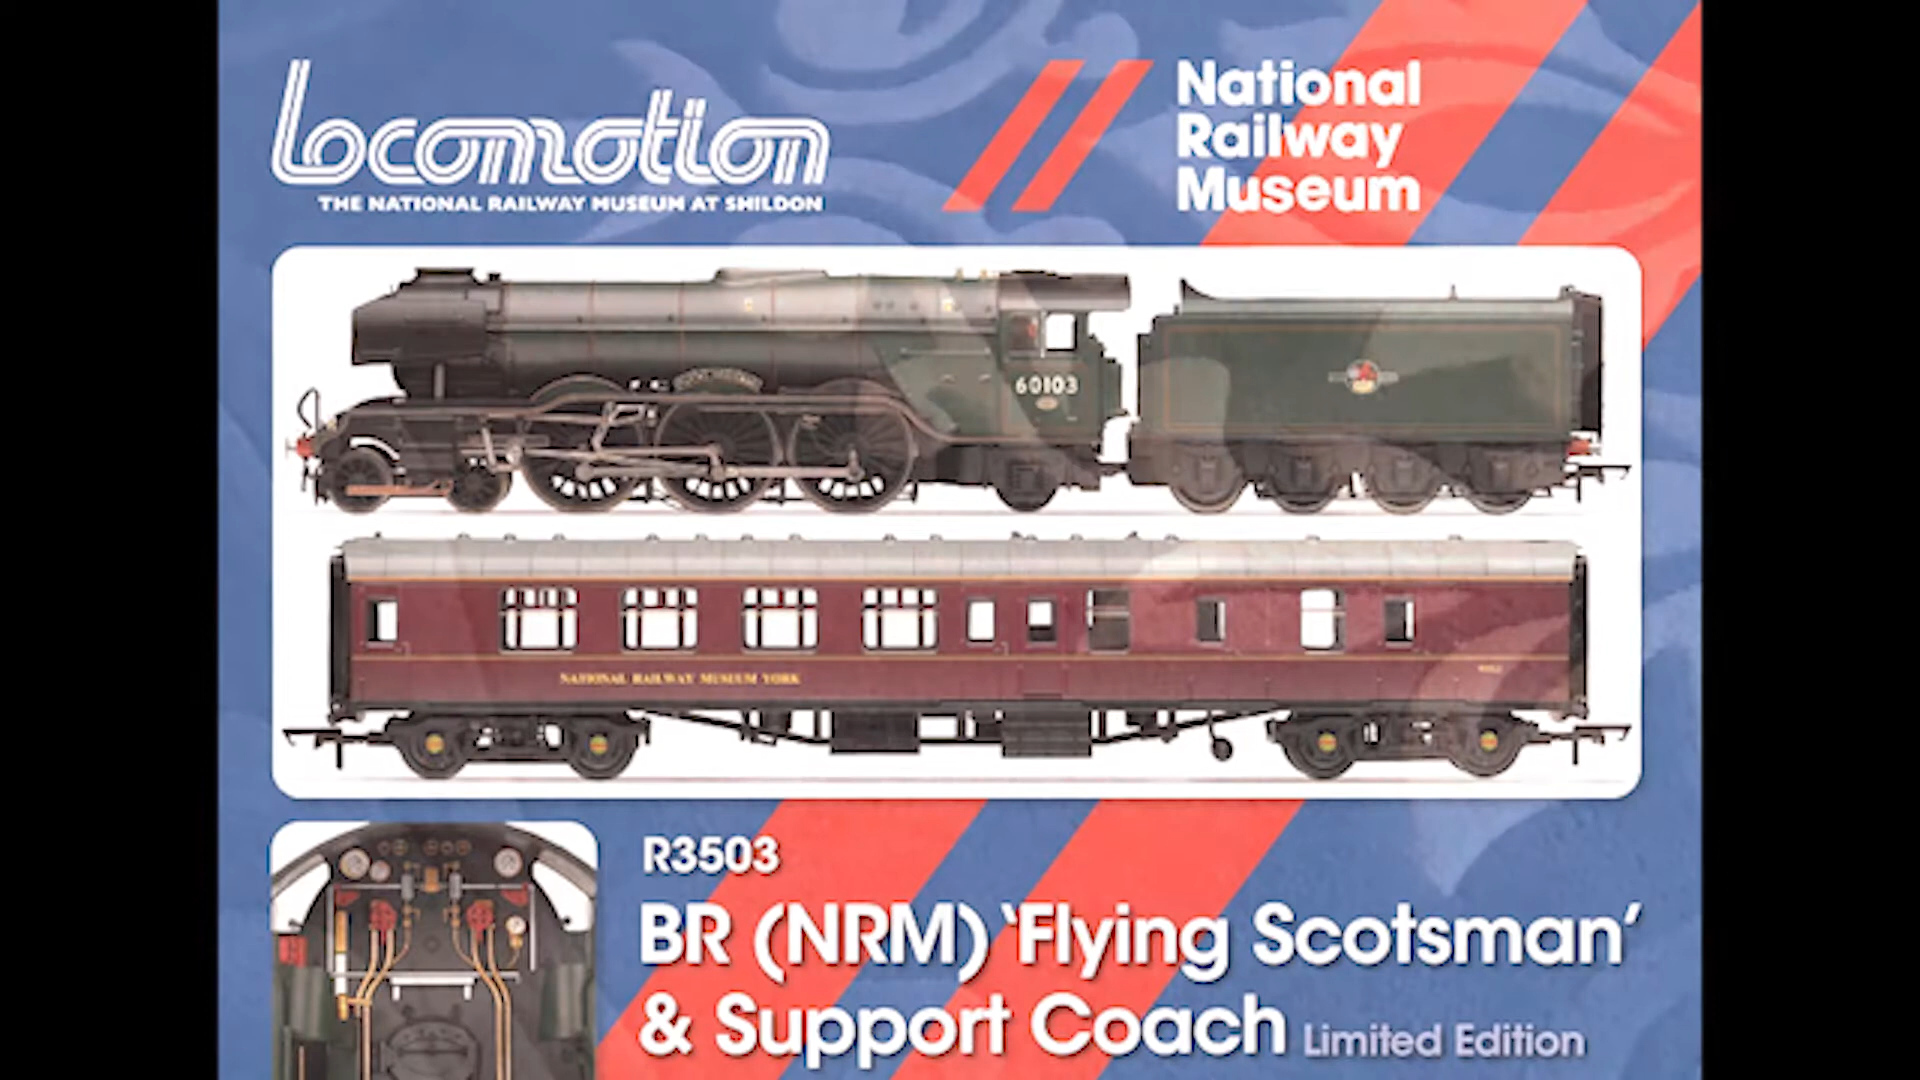 Locomotion
THE NATIONAL RAILWAY MUSEUM AT SHILDON
National
Railway
Museum
60103
NATIONAL RAILWAY MUSEUM YORK
R3503
BR (NRM) ‘Flying Scotsman’
& Support Coach Limited Edition